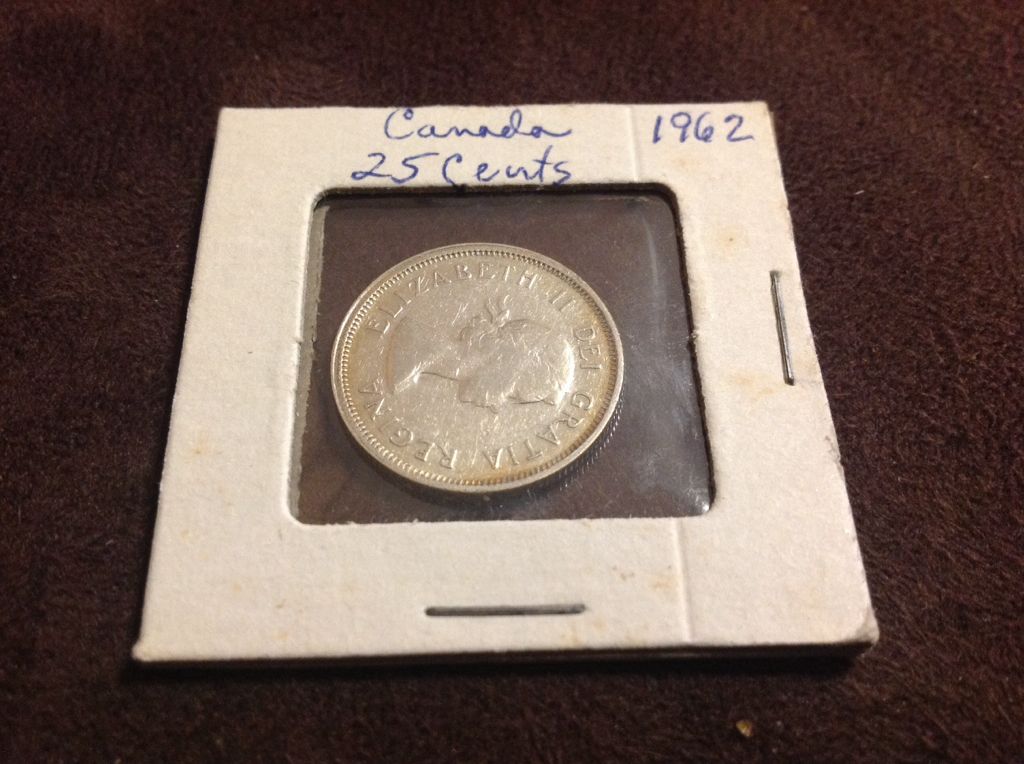 Canada 1962
25 Cents
ELIZABETH II DEI GRATIA REGINA